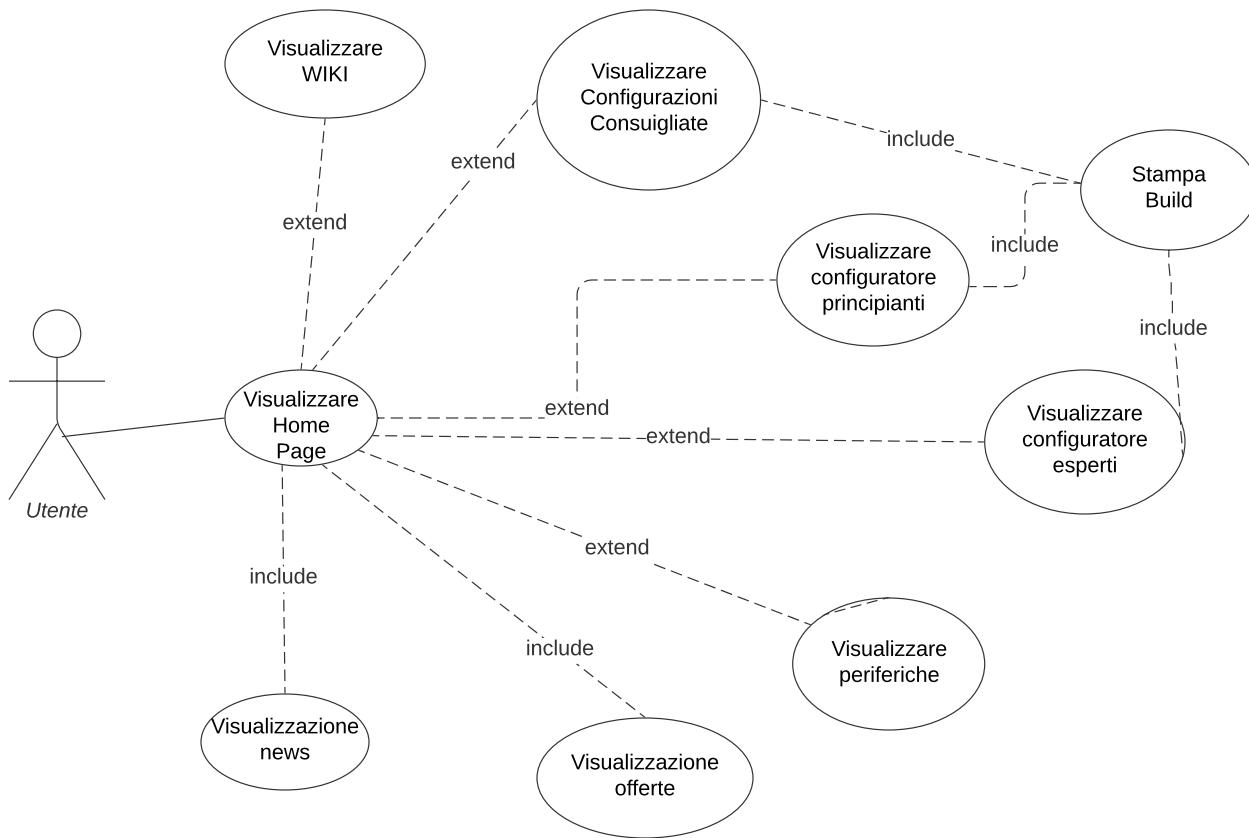 Visualizzare
WIKI
Visualizzare
Configurazioni
Consuigliate
include
extend
Stampa
Build
extend
include
Visualizzare
configuratore
principianti
include
Visualizzare
Home
Page
extend
extend
Visualizzare
configuratore
esperti
Utente
extend
include
include
Visualizzare
periferiche
Visualizzazione
news
Visualizzazione
offerte